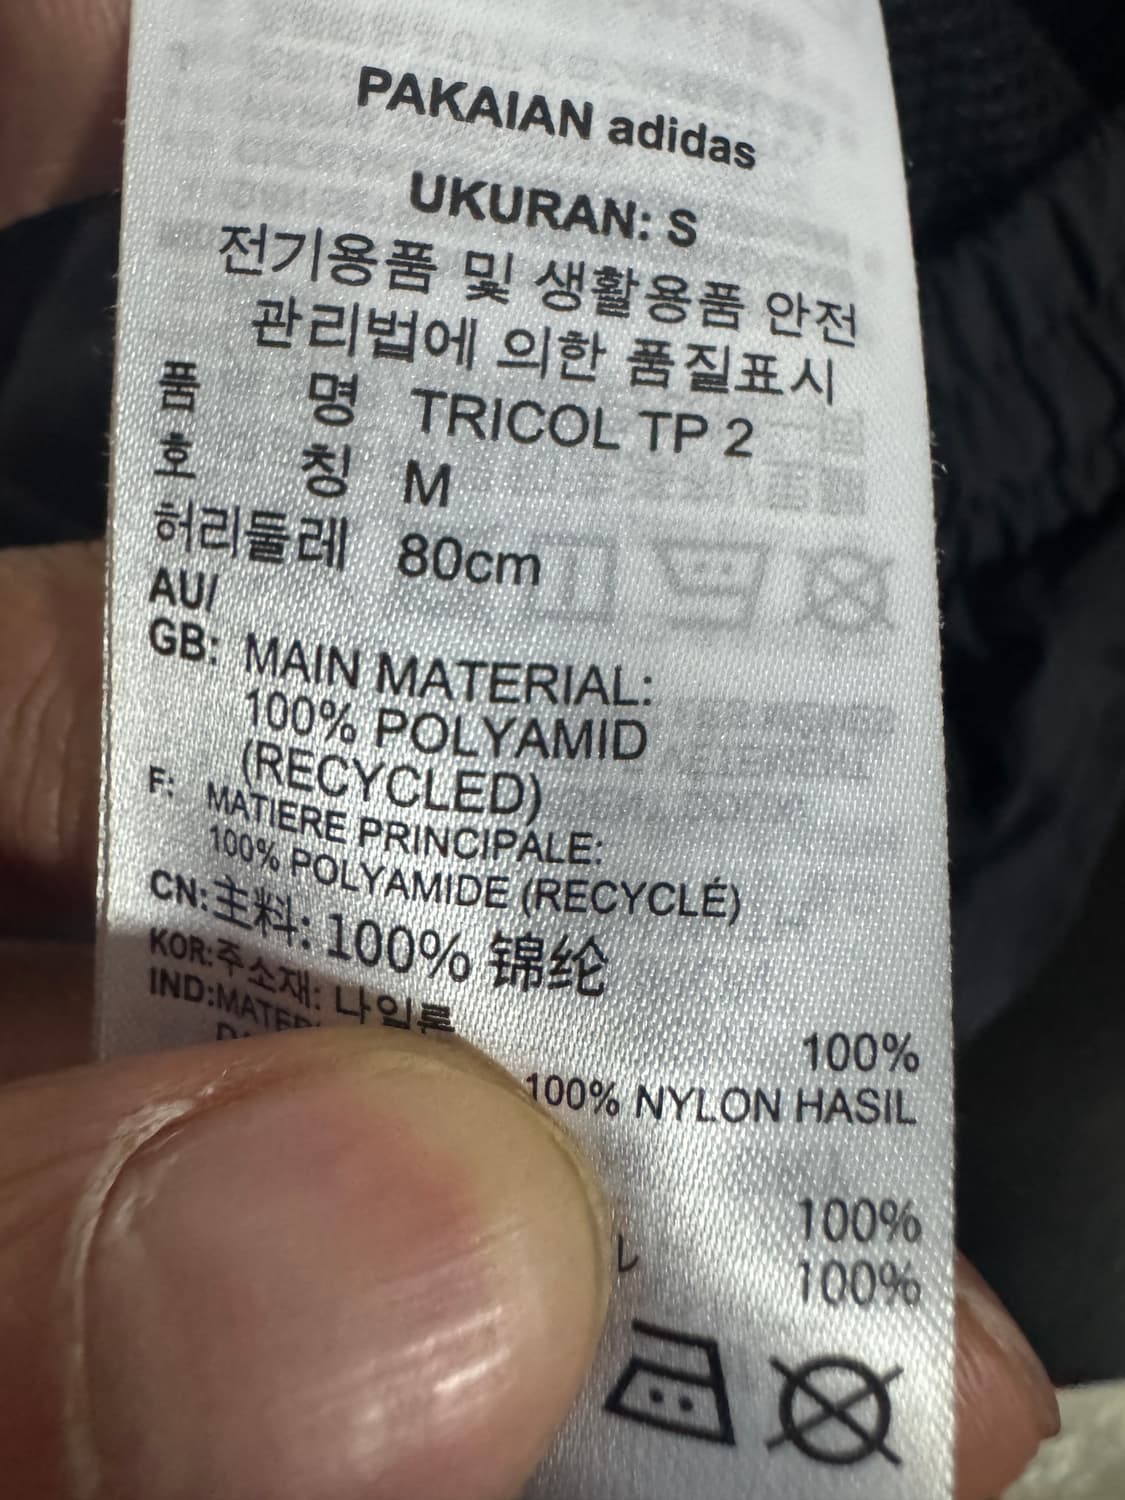 PAKAIAN adidas
UKURAN: S
전기용품 및 생활용품 안전
관리법에 의한 품질표시
품 명 TRICOL TP 2
호 칭 M
허리둘레 80cm
AU/
GB: MAIN MATERIAL:
100% POLYAMID
(RECYCLED)
F: MATIERE PRINCIPALE:
100% POLYAMIDE (RECYCLÉ)
CN:主料: 100% 锦纶
KOR:주소재: 나일론
100%
IND:
100% NYLON HASIL
100%
100%